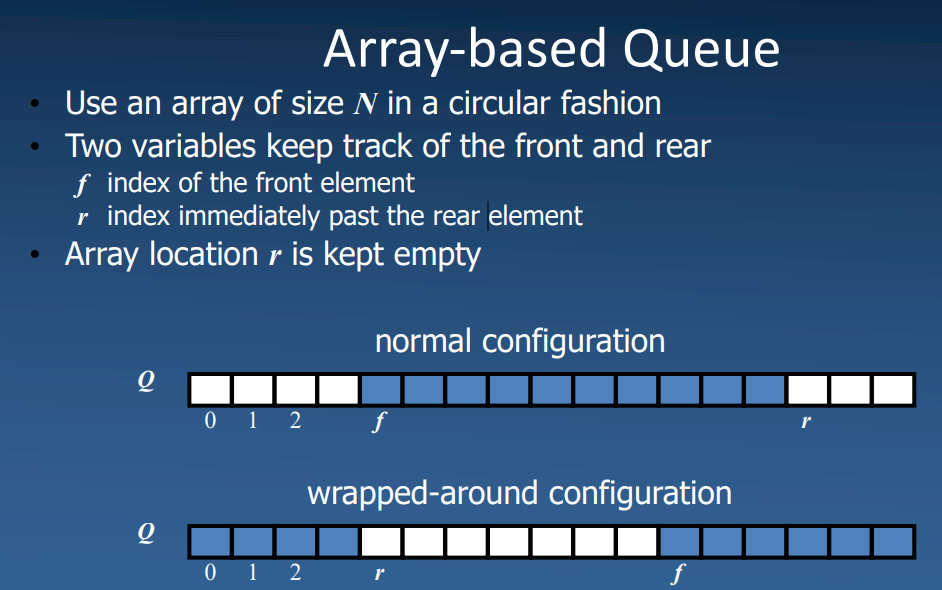 Array-based Queue
• Use an array of size N in a circular fashion
• Two variables keep track of the front and rear
f index of the front element
r index immediately past the rear element
• Array location r is kept empty
normal configuration
Q
0 1 2 f r
wrapped-around configuration
Q
0 1 2 r f